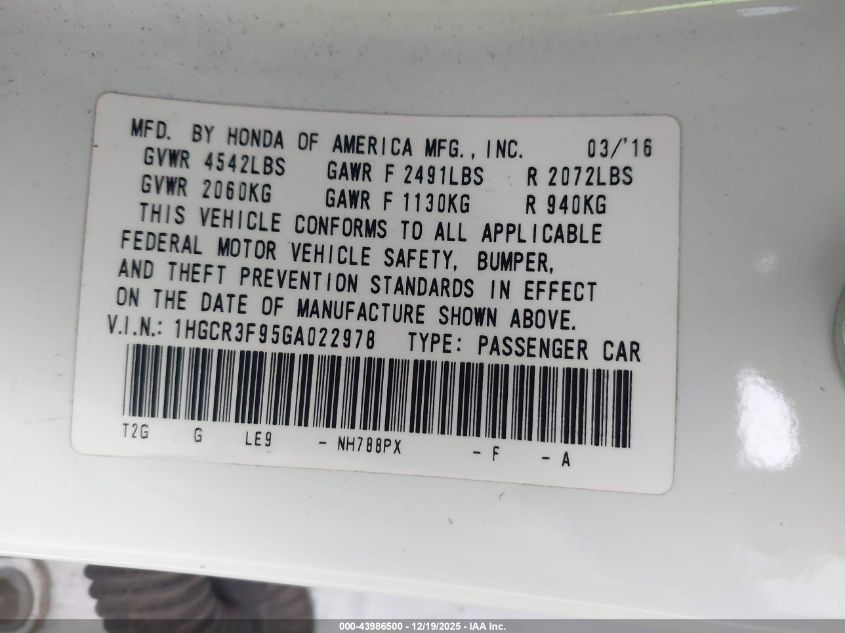 MFD. BY HONDA OF AMERICA MFG., INC. 03/'16
GVWR 4542LBS GAWR F 2491LBS R 2072LBS
GVWR 2060KG GAWR F 1130KG R 940KG
THIS VEHICLE CONFORMS TO ALL APPLICABLE
FEDERAL MOTOR VEHICLE SAFETY, BUMPER,
AND THEFT PREVENTION STANDARDS IN EFFECT
ON THE DATE OF MANUFACTURE SHOWN ABOVE.
V.I.N.: 1HGCR3F95GA022978 TYPE: PASSENGER CAR
T2G G LE9 - NH788PX - F - A
000-43986500 - 12/19/2025 - IAA Inc.